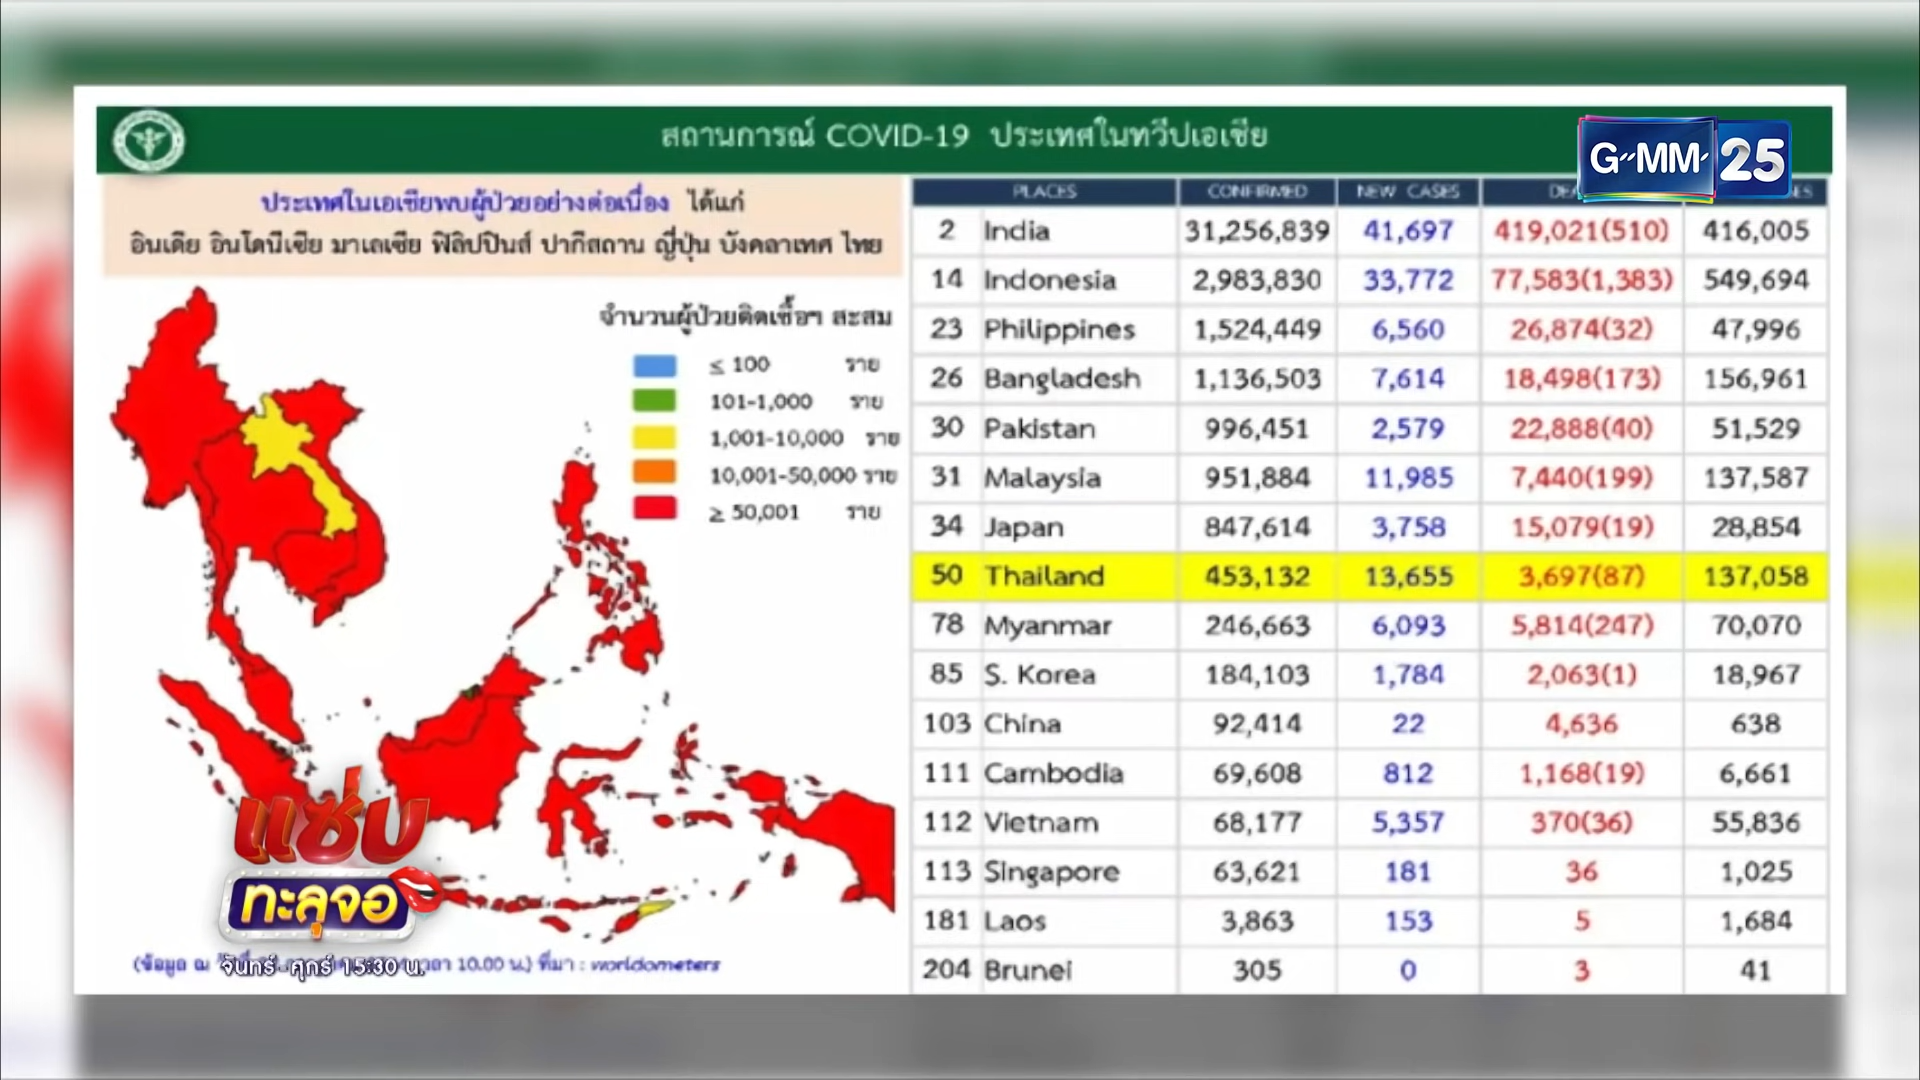 สถานการณ์ COVID-19 ประเทศในทวีปเอเชีย
G-MM 25
ประเทศในเอเชียพบผู้ป่วยอย่างต่อเนื่อง ได้แก่
อินเดีย อินโดนีเซีย มาเลเซีย ฟิลิปปินส์ ปากีสถาน ญี่ปุ่น บังคลาเทศ ไทย
จำนวนผู้ป่วยติดเชื้อฯ สะสม
≤ 100 ราย
101-1,000 ราย
1,001-10,000 ราย
10,001-50,000 ราย
≥ 50,001 ราย
PLACES CONFIRMED NEW CASES
2 India 31,256,839 41,697 419,021(510) 416,005
14 Indonesia 2,983,830 33,772 77,583(1,383) 549,694
23 Philippines 1,524,449 6,560 26,874(32) 47,996
26 Bangladesh 1,136,503 7,614 18,498(173) 156,961
30 Pakistan 996,451 2,579 22,888(40) 51,529
31 Malaysia 951,884 11,985 7,440(199) 137,587
34 Japan 847,614 3,758 15,079(19) 28,854
50 Thailand 453,132 13,655 3,697(87) 137,058
78 Myanmar 246,663 6,093 5,814(247) 70,070
85 S. Korea 184,103 1,784 2,063(1) 18,967
103 China 92,414 22 4,636 638
111 Cambodia 69,608 812 1,168(19) 6,661
112 Vietnam 68,177 5,357 370(36) 55,836
113 Singapore 63,621 181 36 1,025
181 Laos 3,863 153 5 1,684
204 Brunei 305 0 3 41
แซ่บ
ทะลุจอ
จันทร์-ศุกร์ 15:30 น.
(ข้อมูล ณ เวลา 10.00 น.) ที่มา : worldometers